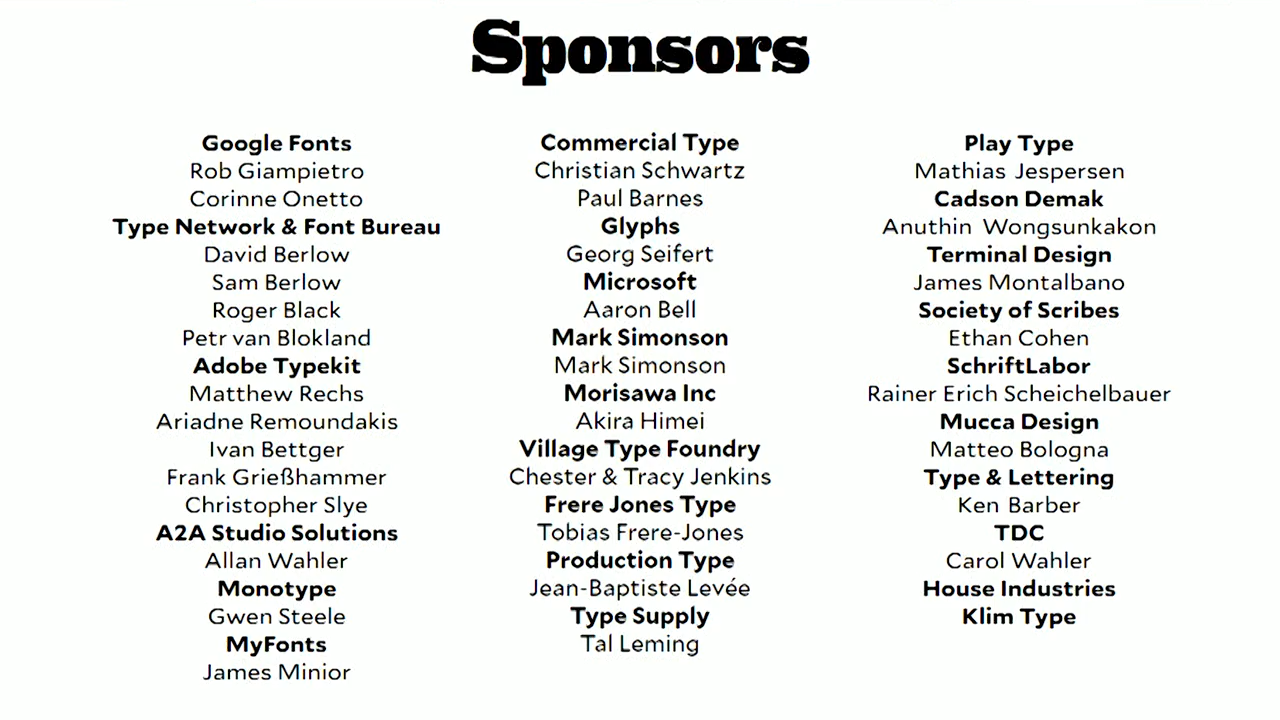 Sponsors
Google Fonts
Rob Giampietro
Corinne Onetto
Type Network & Font Bureau
David Berlow
Sam Berlow
Roger Black
Petr van Blokland
Adobe Typekit
Matthew Rechs
Ariadne Remoundakis
Ivan Bettger
Frank Grießhammer
Christopher Slye
A2A Studio Solutions
Allan Wahler
Monotype
Gwen Steele
MyFonts
James Minior
Commercial Type
Christian Schwartz
Paul Barnes
Glyphs
Georg Seifert
Microsoft
Aaron Bell
Mark Simonson
Mark Simonson
Morisawa Inc
Akira Himei
Village Type Foundry
Chester & Tracy Jenkins
Frere Jones Type
Tobias Frere-Jones
Production Type
Jean-Baptiste Levée
Type Supply
Tal Leming
Play Type
Mathias Jespersen
Cadson Demak
Anuthin Wongsunkakon
Terminal Design
James Montalbano
Society of Scribes
Ethan Cohen
SchriftLabor
Rainer Erich Scheichelbauer
Mucca Design
Matteo Bologna
Type & Lettering
Ken Barber
TDC
Carol Wahler
House Industries
Klim Type